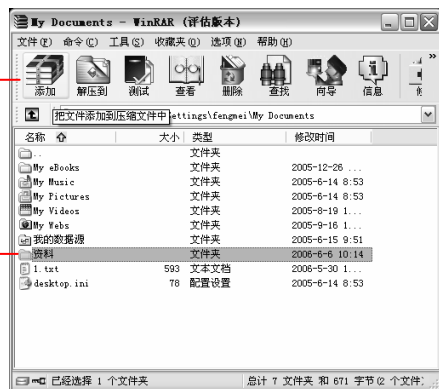 My Documents - WinRAR (评估版本)
文件(F) 命令(C) 工具(S) 收藏夹(O) 选项(N) 帮助(H)
添加 解压到 测试 查看 删除 查找 向导 信息
把文件添加到压缩文件中 ettings\fengmei\My Documents
名称 大小 类型 修改时间
.. 文件夹
My eBooks 文件夹 2005-12-26 ...
My Music 文件夹 2005-6-14 8:53
My Pictures 文件夹 2005-6-14 8:53
My Videos 文件夹 2005-8-19 1...
My Webs 文件夹 2005-9-16 1...
我的数据源 文件夹 2005-6-15 9:51
资料 文件夹 2006-6-6 10:14
1.txt 593 文本文档 2006-5-30 1...
desktop.ini 78 配置设置 2005-6-14 8:53
已经选择 1 个文件夹 总计 7 文件夹 和 671 字节(2 个文件)